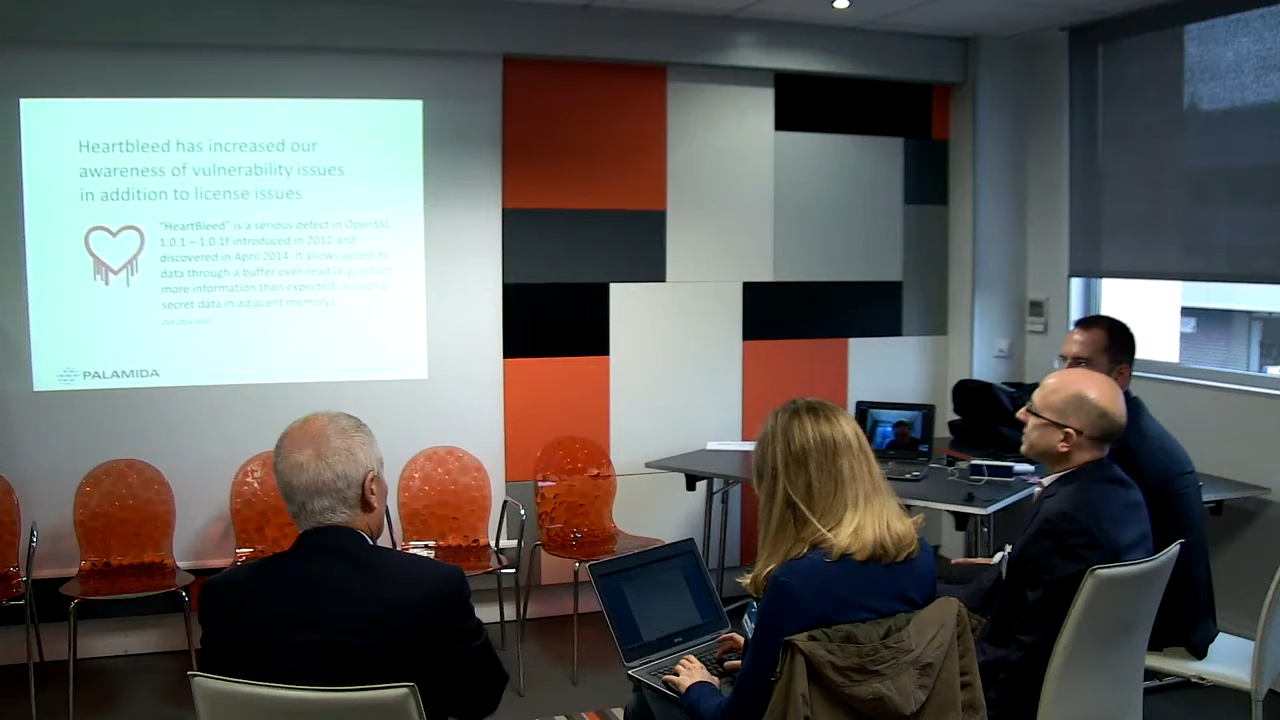 Heartbleed has increased our
awareness of vulnerability issues
in addition to license issues
"HeartBleed" is a serious defect in OpenSSL
1.0.1 – 1.0.1f introduced in 2012 and
discovered in April 2014. It allows access to
data through a buffer over-read (e.g. return
more information than expected, including
secret data in adjacent memory)
PALAMIDA